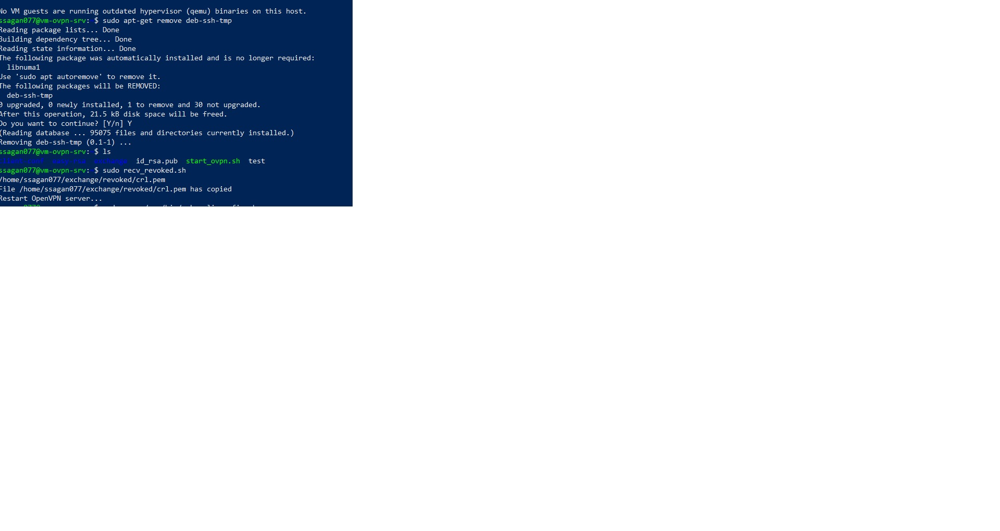 No VM guests are running outdated hypervisor (qemu) binaries on this host.
ssagan077@vm-ovpn-srv:~$ sudo apt-get remove deb-ssh-tmp
Reading package lists... Done
Building dependency tree... Done
Reading state information... Done
The following package was automatically installed and is no longer required:
libnuma1
Use 'sudo apt autoremove' to remove it.
The following packages will be REMOVED:
deb-ssh-tmp
0 upgraded, 0 newly installed, 1 to remove and 30 not upgraded.
After this operation, 21.5 kB disk space will be freed.
Do you want to continue? [Y/n] Y
(Reading database ... 95075 files and directories currently installed.)
Removing deb-ssh-tmp (0.1-1) ...
ssagan077@vm-ovpn-srv:~$ ls
easy-rsa exchange id_rsa.pub start_ovpn.sh test
ssagan077@vm-ovpn-srv:~$ sudo recv_revoked.sh
/home/ssagan077/exchange/revoked/crl.pem
File /home/ssagan077/exchange/revoked/crl.pem has copied
Restart OpenVPN server...